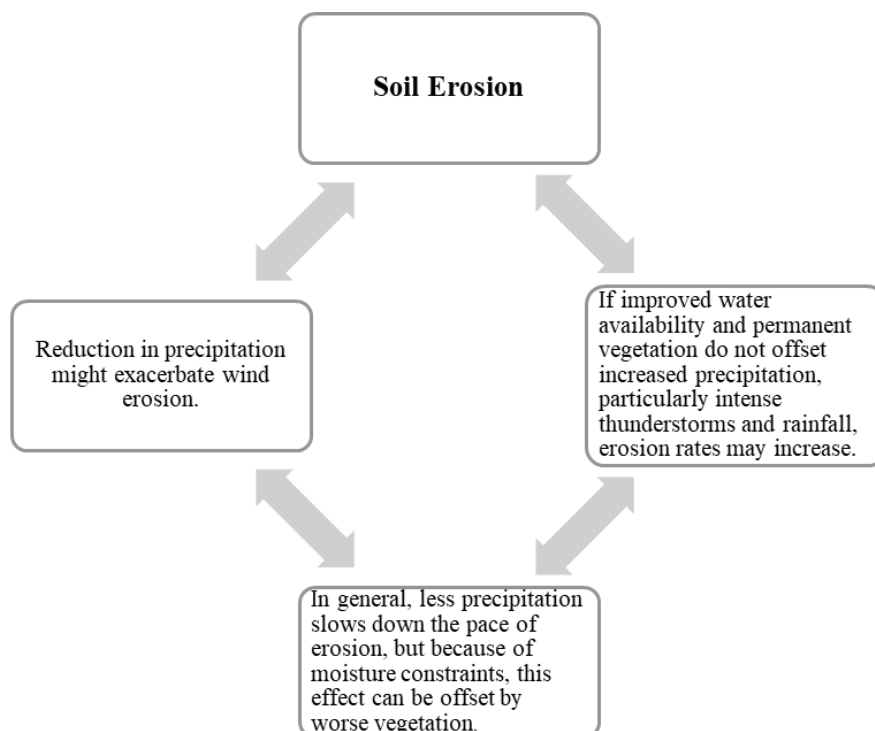 Soil Erosion
Reduction in precipitation
might exacerbate wind
erosion.
If improved water
availability and permanent
vegetation do not offset
increased precipitation,
particularly intense
thunderstorms and rainfall,
erosion rates may increase.
In general, less precipitation
slows down the pace of
erosion, but because of
moisture constraints, this
effect can be offset by
worse vegetation.